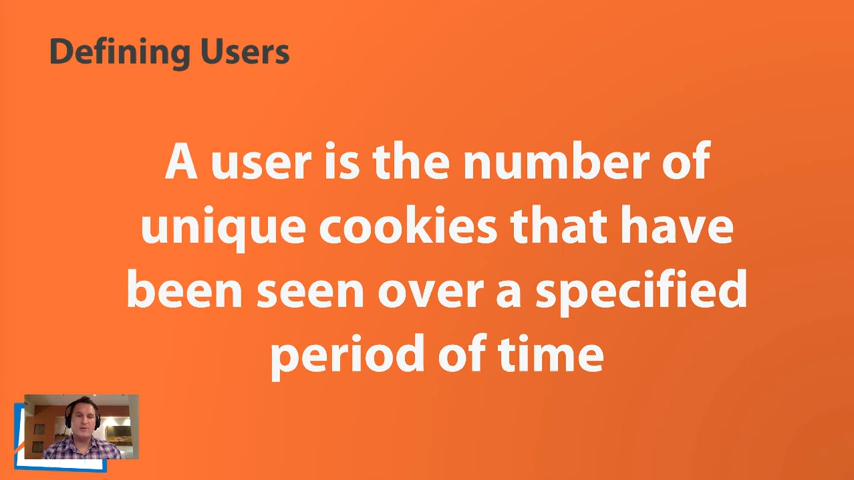 Defining Users
A user is the number of
unique cookies that have
been seen over a specified
period of time